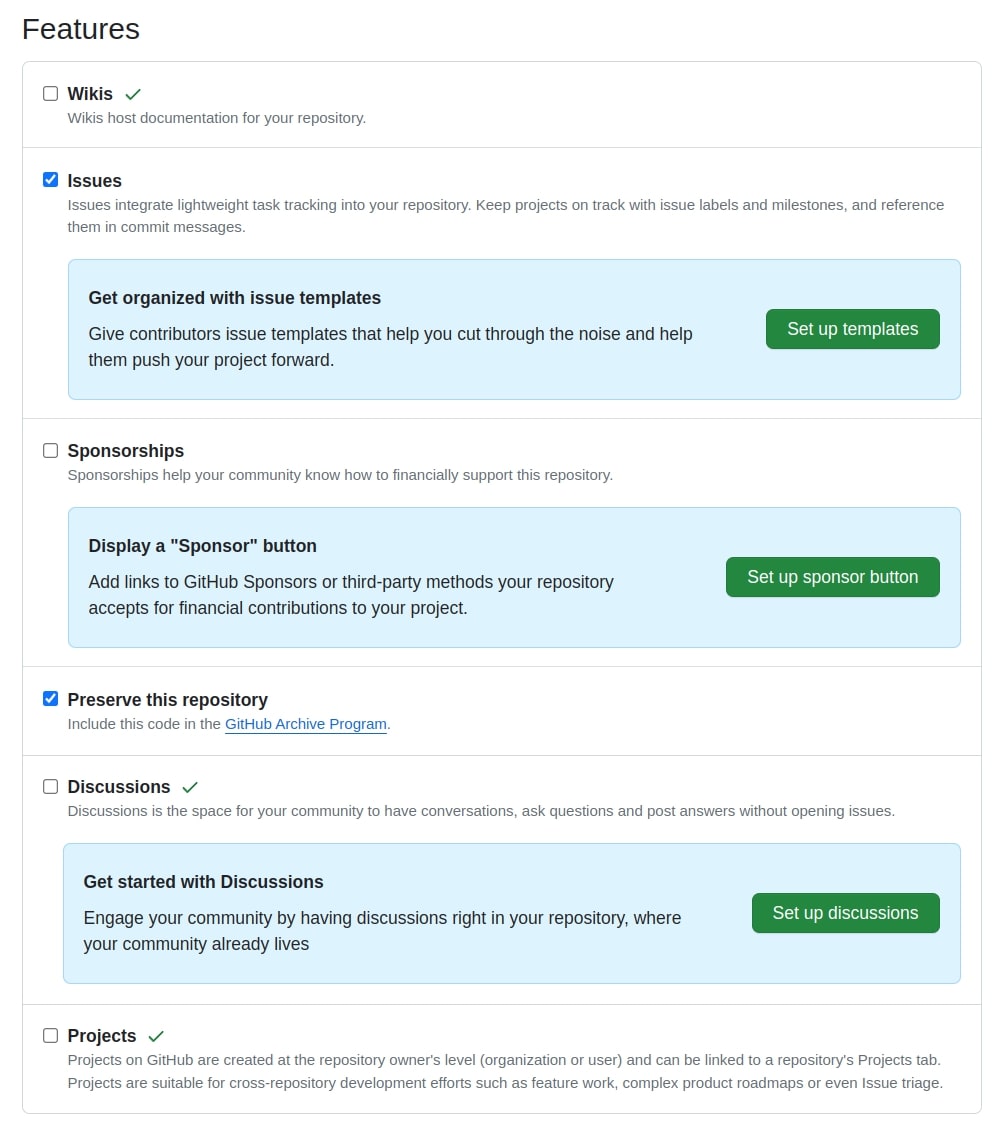 Features
Wikis
Wikis host documentation for your repository.
Issues
Issues integrate lightweight task tracking into your repository. Keep projects on track with issue labels and milestones, and reference
them in commit messages.
Get organized with issue templates
Give contributors issue templates that help you cut through the noise and help
them push your project forward.
Set up templates
Sponsorships
Sponsorships help your community know how to financially support this repository.
Display a "Sponsor" button
Add links to GitHub Sponsors or third-party methods your repository
accepts for financial contributions to your project.
Set up sponsor button
Preserve this repository
Include this code in the GitHub Archive Program.
Discussions
Discussions is the space for your community to have conversations, ask questions and post answers without opening issues.
Get started with Discussions
Engage your community by having discussions right in your repository, where
your community already lives
Set up discussions
Projects
Projects on GitHub are created at the repository owner's level (organization or user) and can be linked to a repository's Projects tab.
Projects are suitable for cross-repository development efforts such as feature work, complex product roadmaps or even Issue triage.